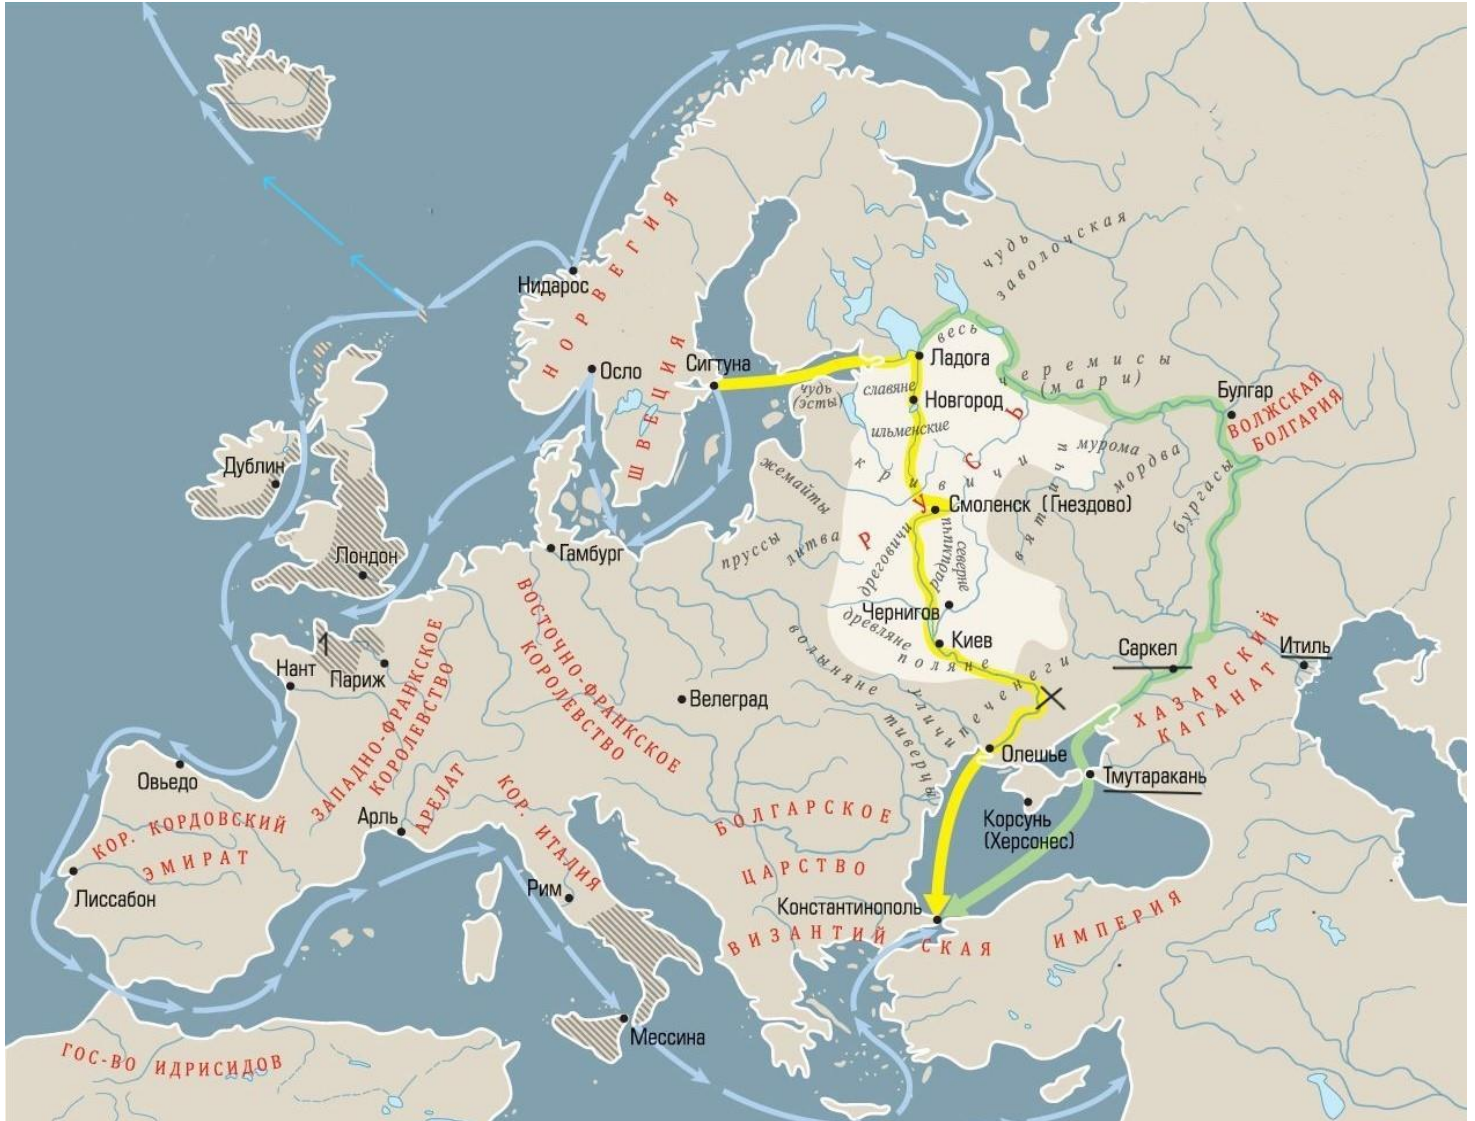 НОРВЕГИЯ
ШВЕЦИЯ
Нидарос
Осло
Сигтуна
чудь
заволочская
весь
Ладога
черемисы
(мари)
Булгар
ВОЛЖСКАЯ
БОЛГАРИЯ
чудь
(эсты)
славяне
Новгород
ильменские
РУСЬ
кривичи
мурома
мордва
вятичи
буртасы
Дублин
Лондон
жемайты
литва
пруссы
Смоленск (Гнездово)
дреговичи
радимичи
северяне
Гамбург
Чернигов
древляне
Киев
поляне
волыняне
уличи
тиверцы
печенеги
Саркел
Итиль
ХАЗАРСКИЙ
КАГАНАТ
1
Нант
Париж
ЗАПАДНО-ФРАНКСКОЕ
КОРОЛЕВСТВО
ВОСТОЧНО-ФРАНКСКОЕ
КОРОЛЕВСТВО
Велеград
Олешье
Тмутаракань
Корсунь
(Херсонес)
Овьедо
КОР. КОРДОВСКИЙ
ЭМИРАТ
Лиссабон
Арль
АРЕЛАТ
КОР. ИТАЛИЯ
Рим
БОЛГАРСКОЕ
ЦАРСТВО
Константинополь
ВИЗАНТИЙСКАЯ ИМПЕРИЯ
Мессина
ГОС-ВО ИДРИСИДОВ